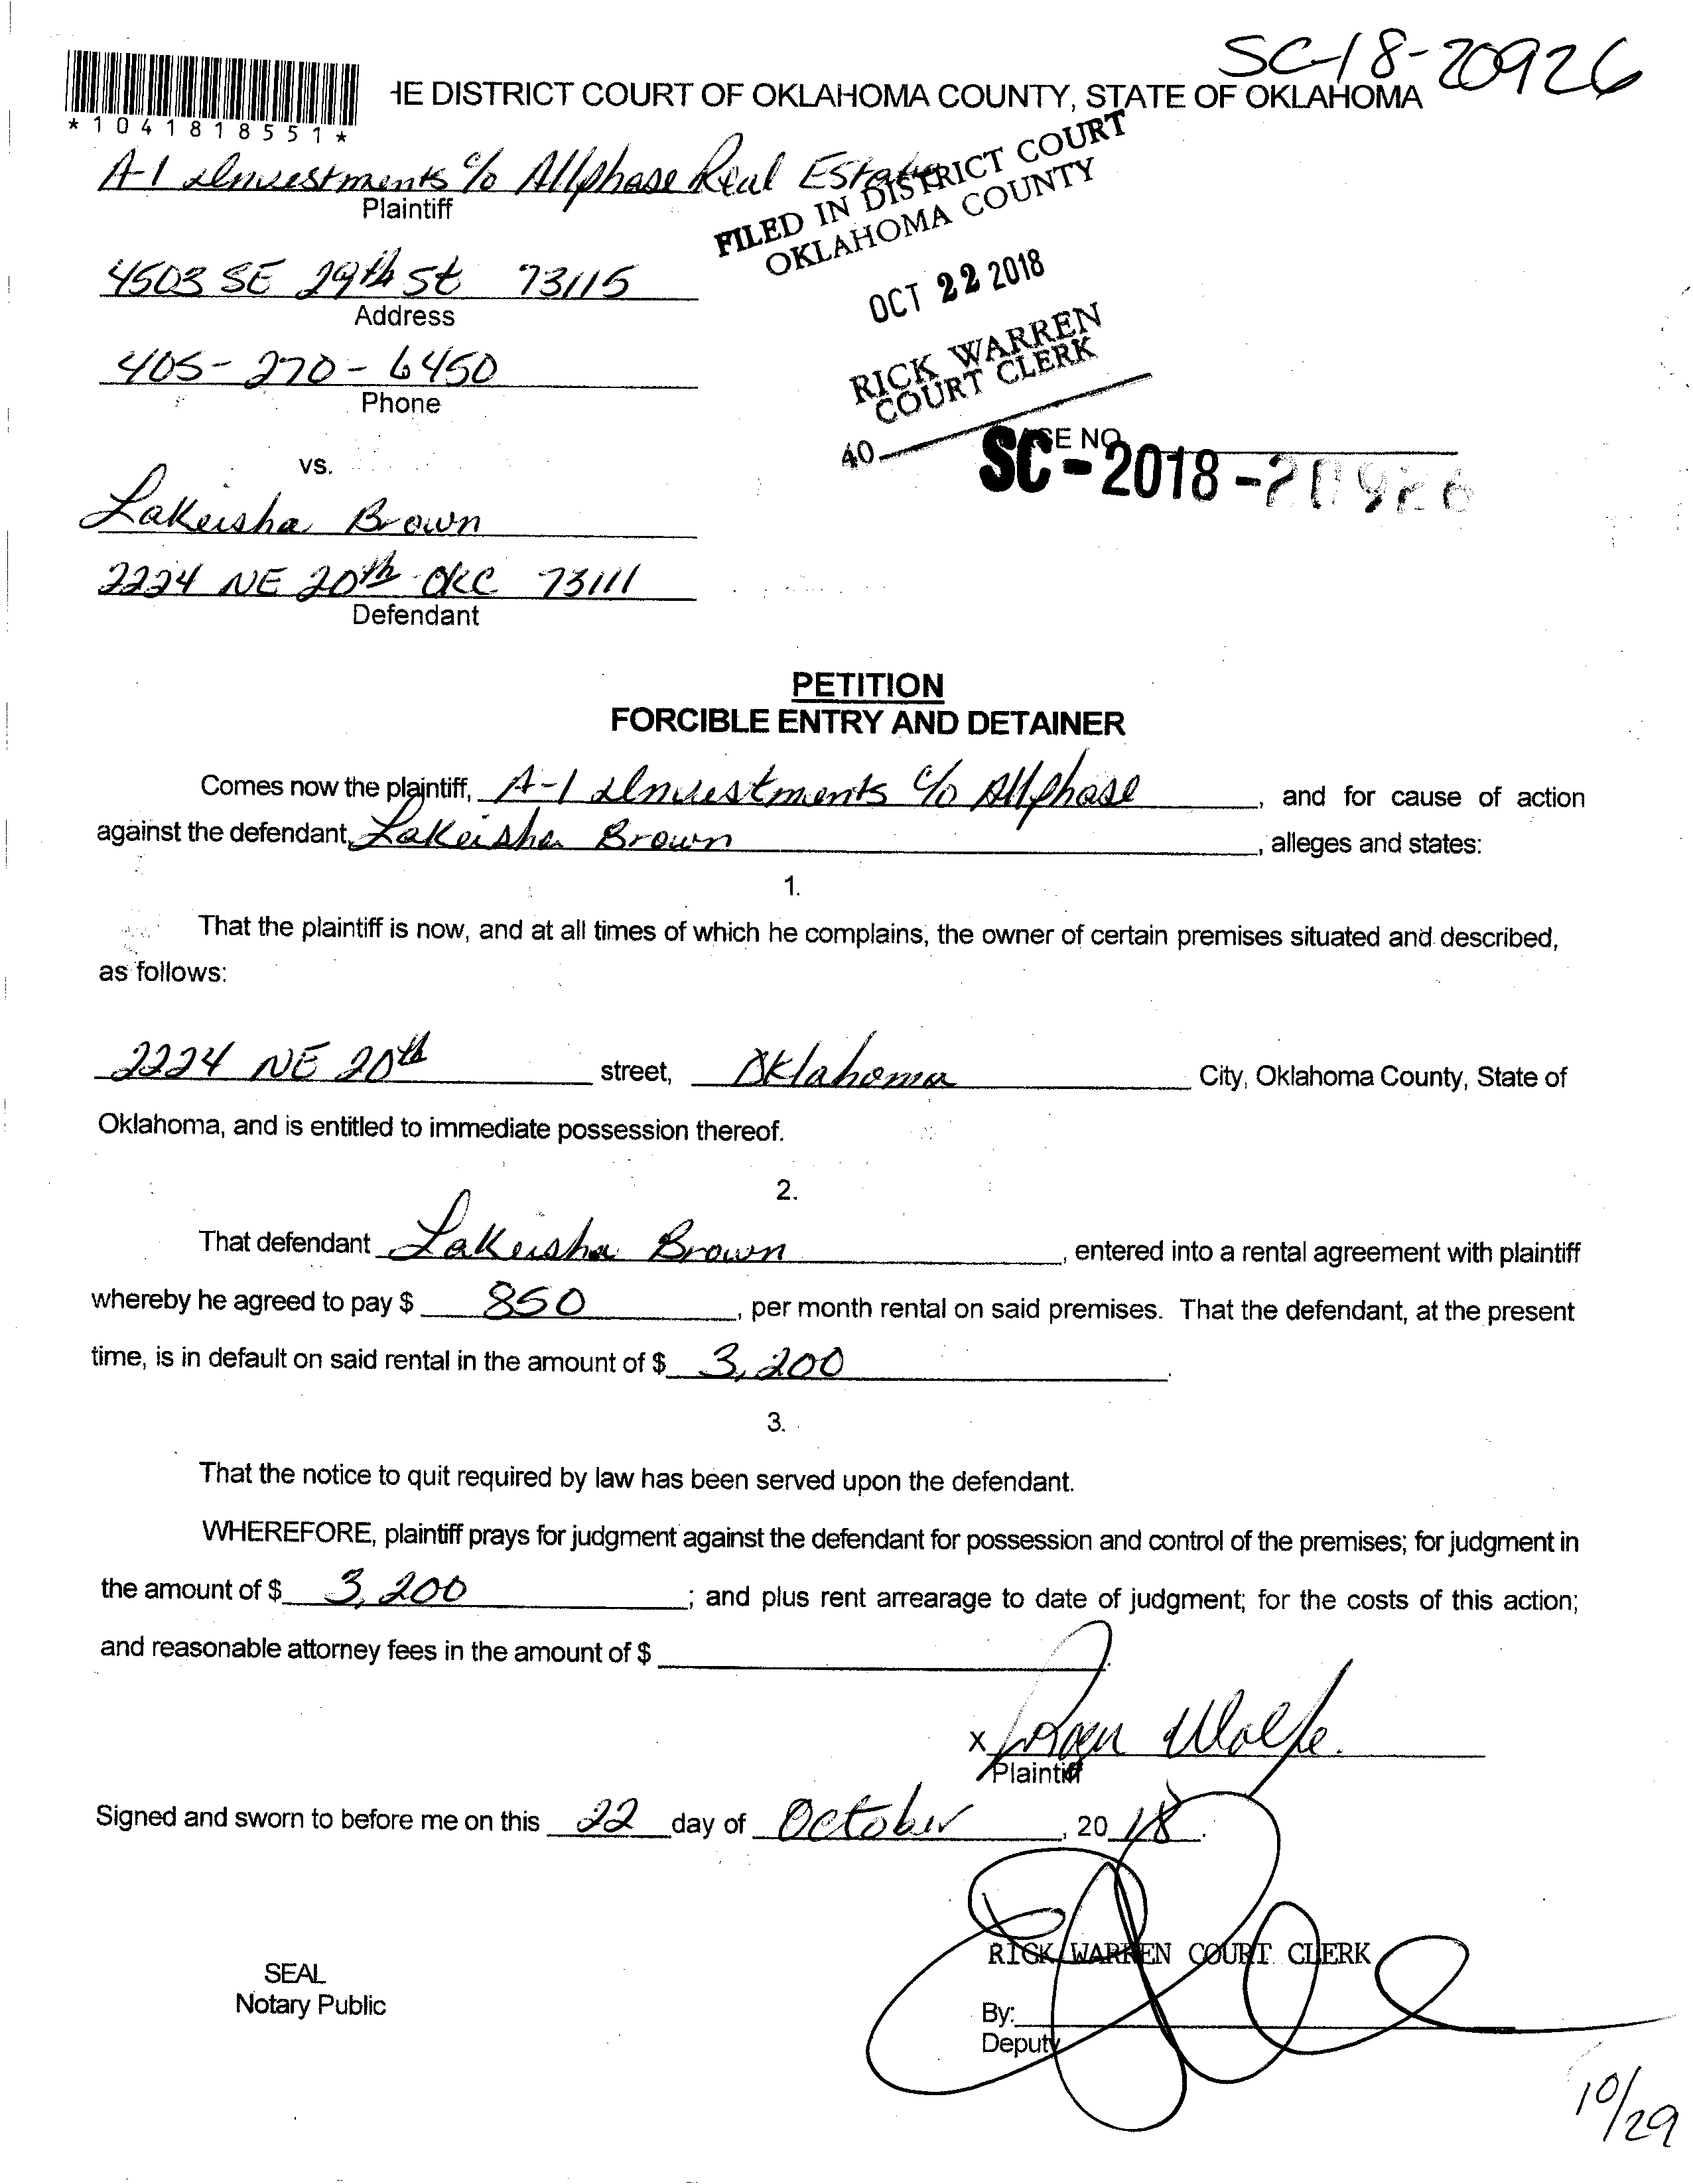 SC-18-20926
HE DISTRICT COURT OF OKLAHOMA COUNTY, STATE OF OKLAHOMA
*1041818551*
A-1 Investments c/o Allphase Real Estate
Plaintiff
FILED IN DISTRICT COURT
OKLAHOMA COUNTY
4503 SE 29th St 73115
Address
OCT 22 2018
405-270-6450
Phone
RICK WARREN
COURT CLERK
40
CASE NO.
SC-2018-20926
vs.
Lakeisha Brown
2224 NE 20th OKC 73111
Defendant
PETITION
FORCIBLE ENTRY AND DETAINER
Comes now the plaintiff, A-1 Investments c/o Allphase, and for cause of action
against the defendant, Lakeisha Brown, alleges and states:
1.
That the plaintiff is now, and at all times of which he complains, the owner of certain premises situated and described,
as follows:
2224 NE 20th street, Oklahoma City, Oklahoma County, State of
Oklahoma, and is entitled to immediate possession thereof.
2.
That defendant Lakeisha Brown, entered into a rental agreement with plaintiff
whereby he agreed to pay $ 850, per month rental on said premises. That the defendant, at the present
time, is in default on said rental in the amount of $ 3,200.
3.
That the notice to quit required by law has been served upon the defendant.
WHEREFORE, plaintiff prays for judgment against the defendant for possession and control of the premises; for judgment in
the amount of $ 3,200; and plus rent arrearage to date of judgment; for the costs of this action;
and reasonable attorney fees in the amount of $
x Wolfe
Plaintiff
Signed and sworn to before me on this 22 day of October, 2018.
RICK WARREN COURT CLERK
SEAL
Notary Public
By:
Deputy
10/29